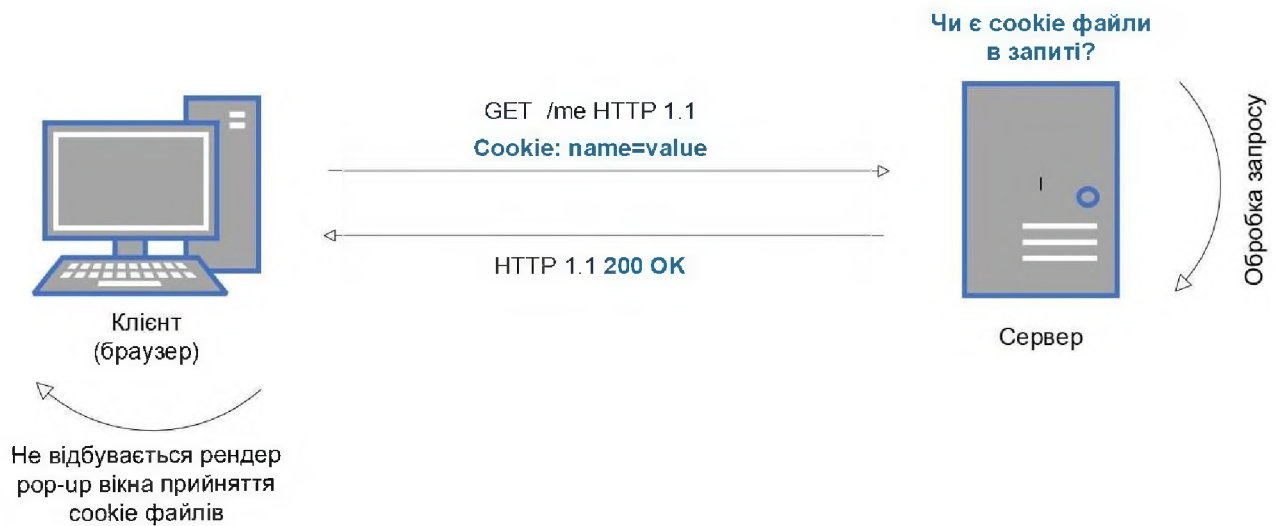 Чи є cookie файли
в запиті?
GET /me HTTP 1.1
Cookie: name=value
HTTP 1.1 200 OK
Обробка запросу
Клієнт
(браузер)
Сервер
Не відбувається рендер
pop-up вікна прийняття
cookie файлів